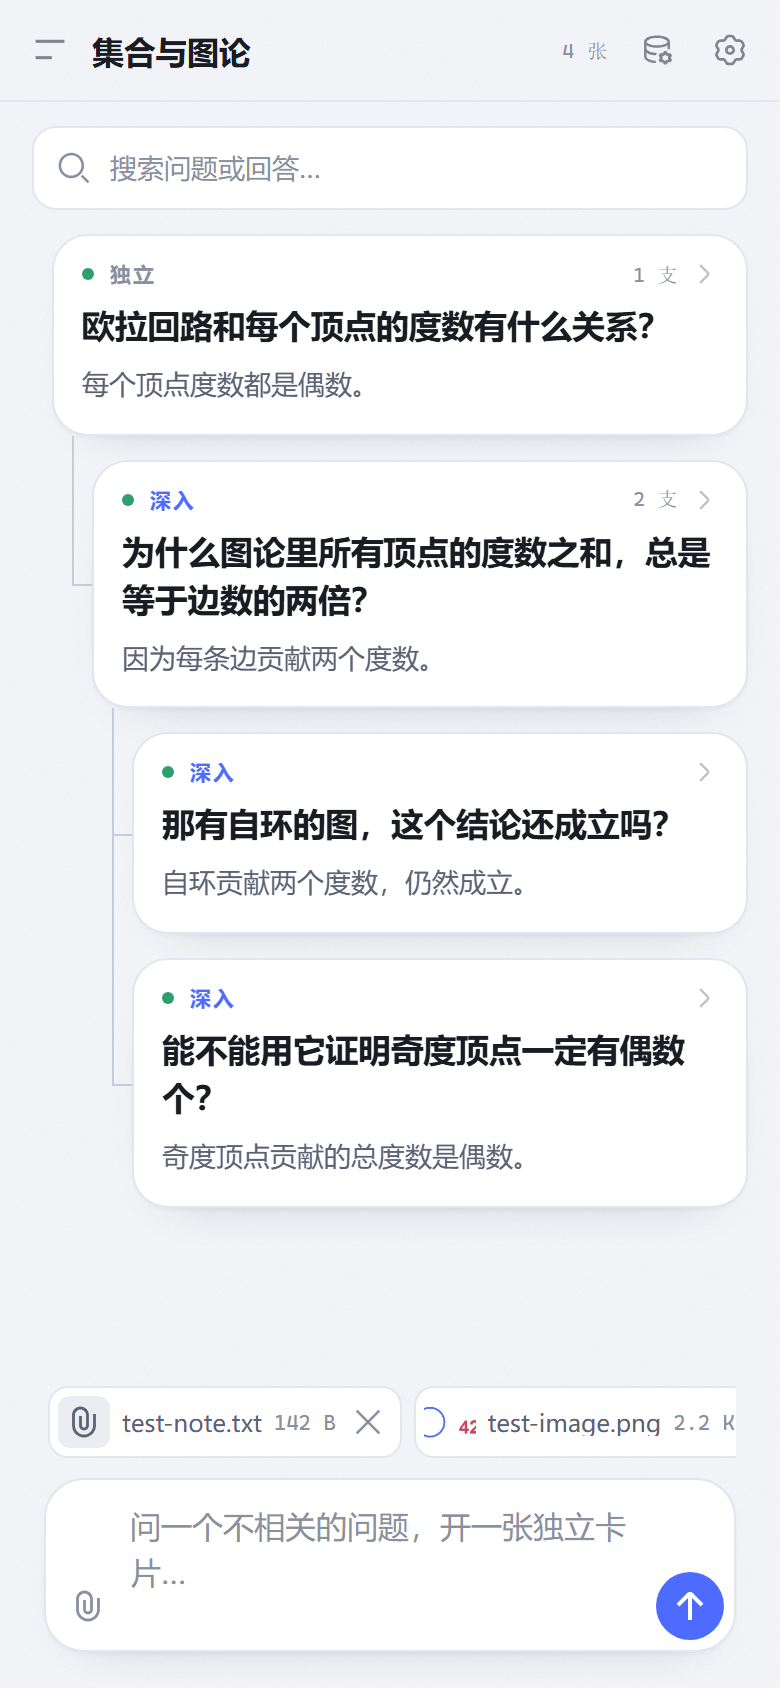 集合与图论
4 张
搜索问题或回答...
独立
1 支
欧拉回路和每个顶点的度数有什么关系？
每个顶点度数都是偶数。
深入
2 支
为什么图论里所有顶点的度数之和，总是
等于边数的两倍？
因为每条边贡献两个度数。
深入
那有自环的图，这个结论还成立吗？
自环贡献两个度数，仍然成立。
深入
能不能用它证明奇度顶点一定有偶数
个？
奇度顶点贡献的总度数是偶数。
test-note.txt 142 B
42 test-image.png 2.2 K
问一个不相关的问题，开一张独立卡
片...